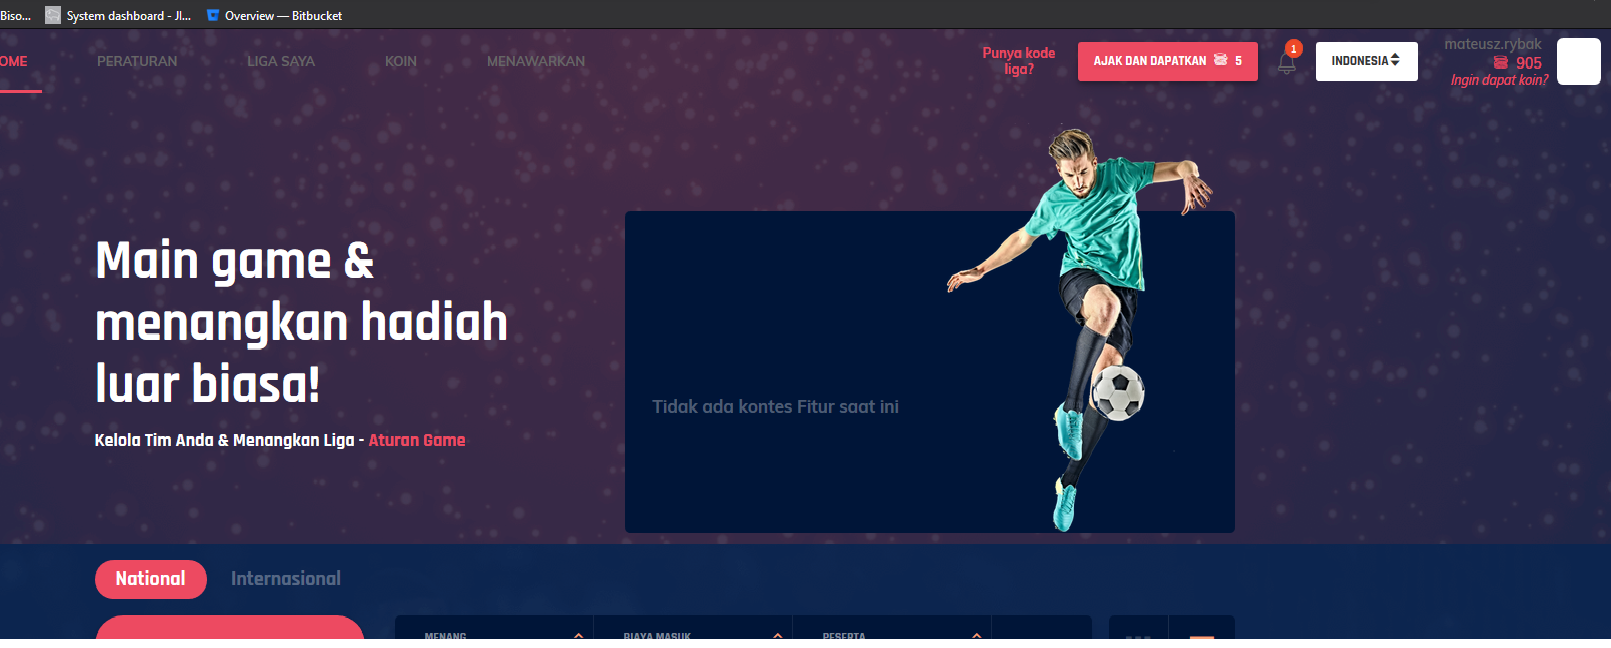 Biso...
System dashboard - JI...
Overview — Bitbucket
OME
PERATURAN
LIGA SAYA
KOIN
MENAWARKAN
Punya kode
liga?
AJAK DAN DAPATKAN 5
1
INDONESIA
mateusz.rybak
905
Ingin dapat koin?
Main game &
menangkan hadiah
luar biasa!
Kelola Tim Anda & Menangkan Liga - Aturan Game
Tidak ada kontes Fitur saat ini
National
Internasional
MENANG
BIAYA MASUK
PESERTA